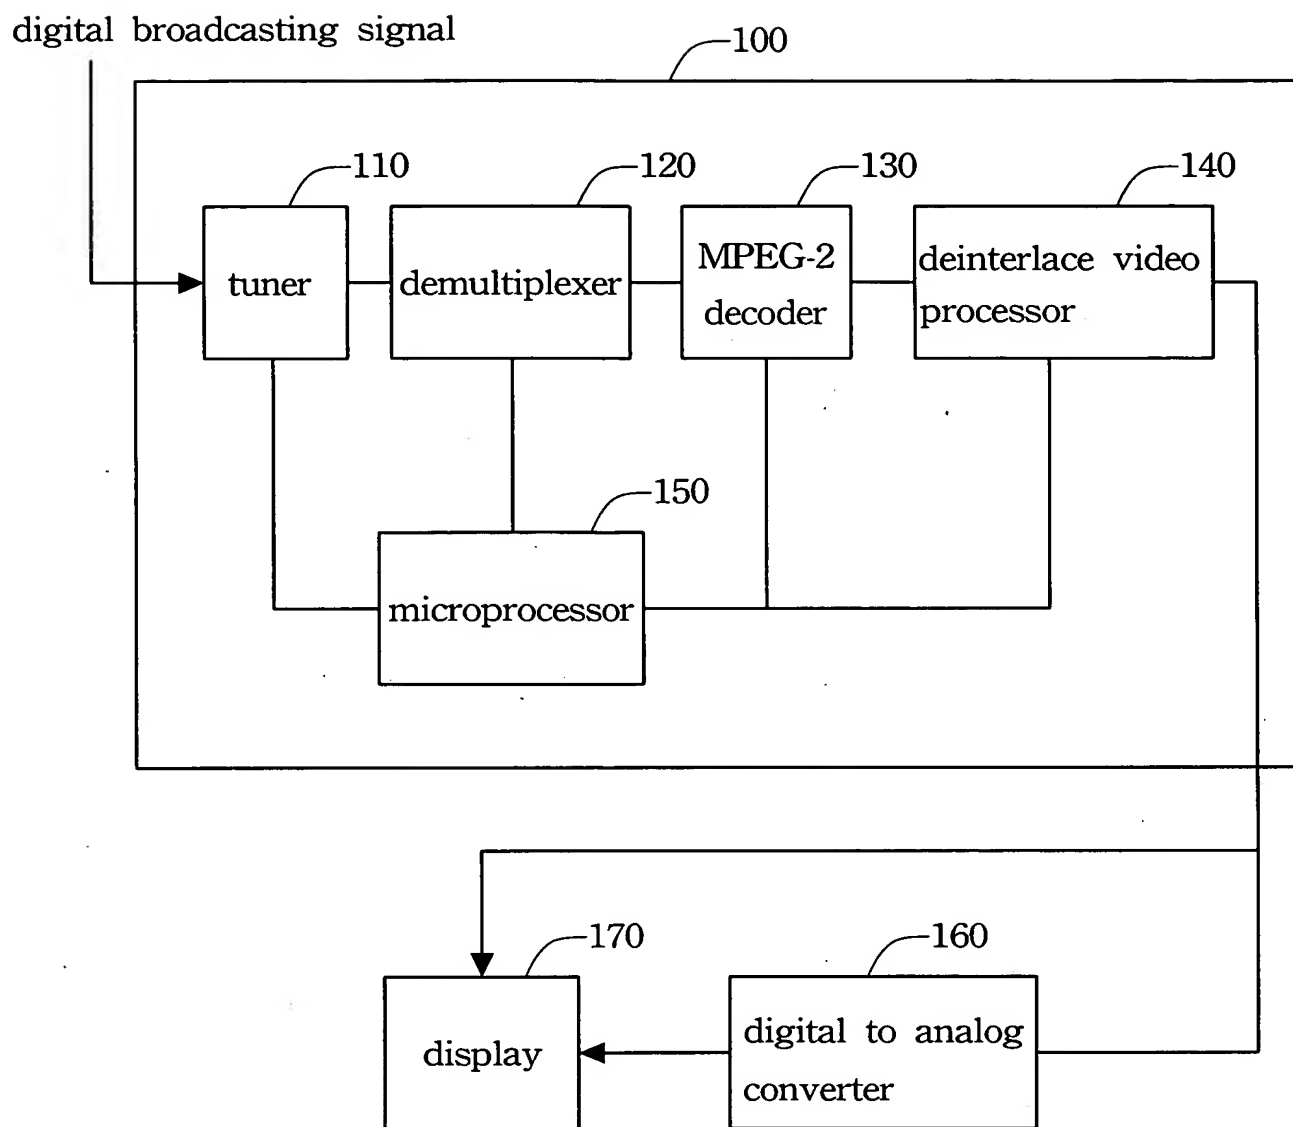 digital broadcasting signal
100
110
120
130
140
tuner
demultiplexer
MPEG-2
decoder
deinterlace video
processor
150
microprocessor
170
160
display
digital to analog
converter